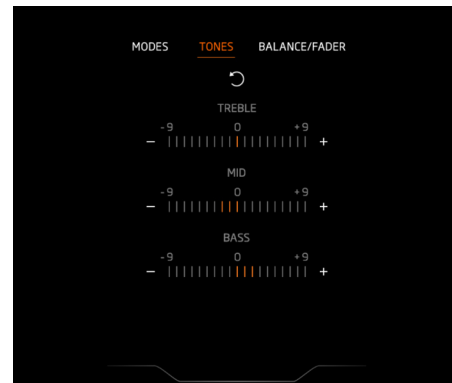 MODES TONES BALANCE/FADER
TREBLE
-9 0 +9
− +
MID
-9 0 +9
− +
BASS
-9 0 +9
− +